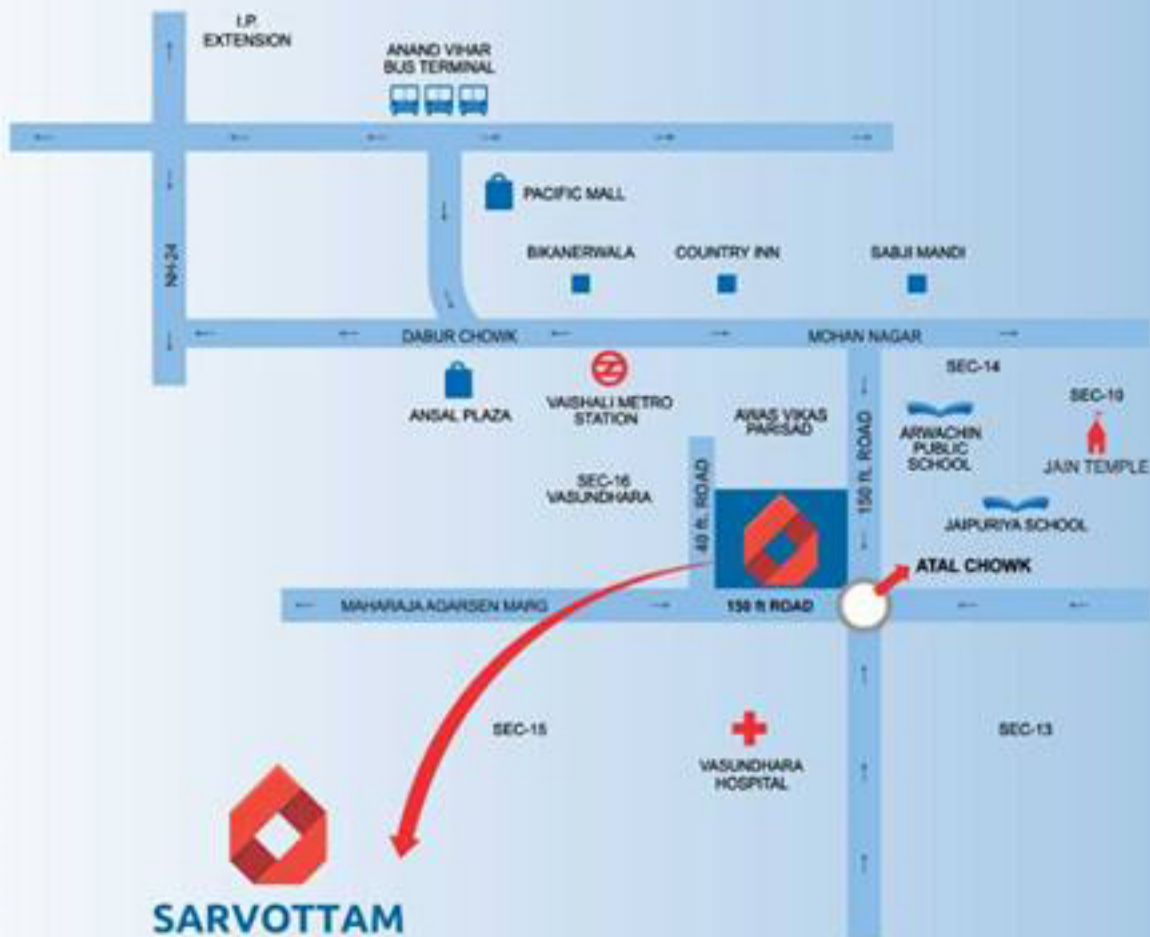 I.P.
EXTENSION
ANAND VIHAR
BUS TERMINAL
PACIFIC MALL
NH-24
BIKANERWALA
COUNTRY INN
SABJI MANDI
DABUR CHOWK
MOHAN NAGAR
ANSAL PLAZA
VAISHALI METRO
STATION
AWAS VIKAS
PARISAD
150 ft. ROAD
SEC-14
ARWACHIN
PUBLIC
SCHOOL
SEC-10
JAIN TEMPLE
SEC-16
VASUNDHARA
40 ft. ROAD
JAIPURIYA SCHOOL
ATAL CHOWK
MAHARAJA AGARSEN MARG
150 ft ROAD
SEC-15
VASUNDHARA
HOSPITAL
SEC-13
SARVOTTAM